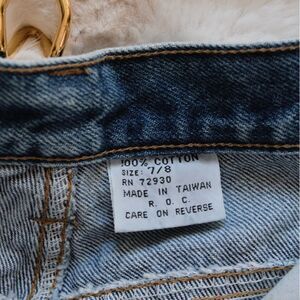 100% COTTON
SIZE: 7/8
RN 72930
MADE IN TAIWAN
R. O. C.
CARE ON REVERSE